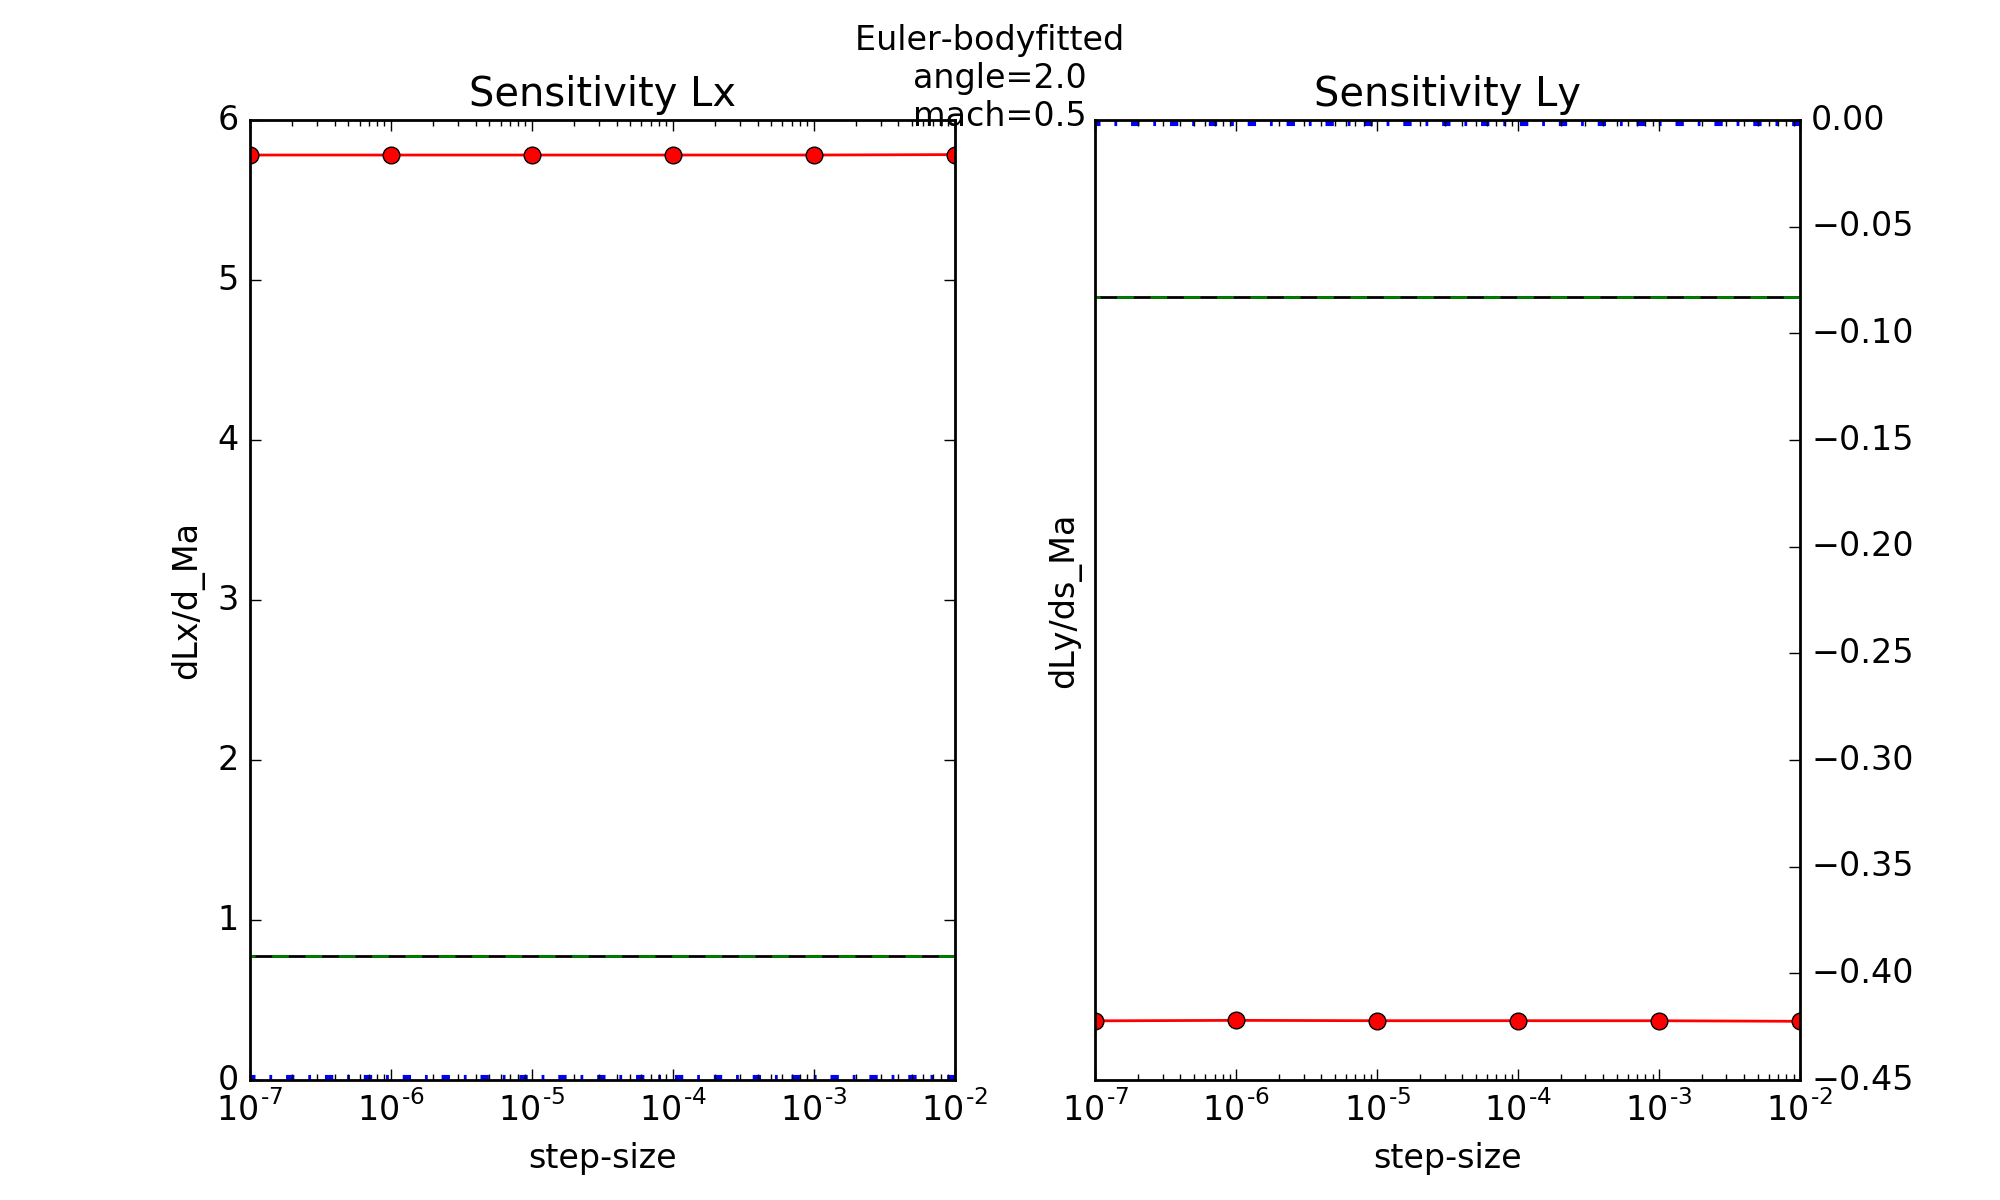 Euler-bodyfitted
angle=2.0
mach=0.5
Sensitivity Lx
6
5
4
3
2
1
0
dLx/d_Ma
10^-7 10^-6 10^-5 10^-4 10^-3 10^-2
step-size
Sensitivity Ly
dLy/ds_Ma
0.00
−0.05
−0.10
−0.15
−0.20
−0.25
−0.30
−0.35
−0.40
−0.45
10^-7 10^-6 10^-5 10^-4 10^-3 10^-2
step-size